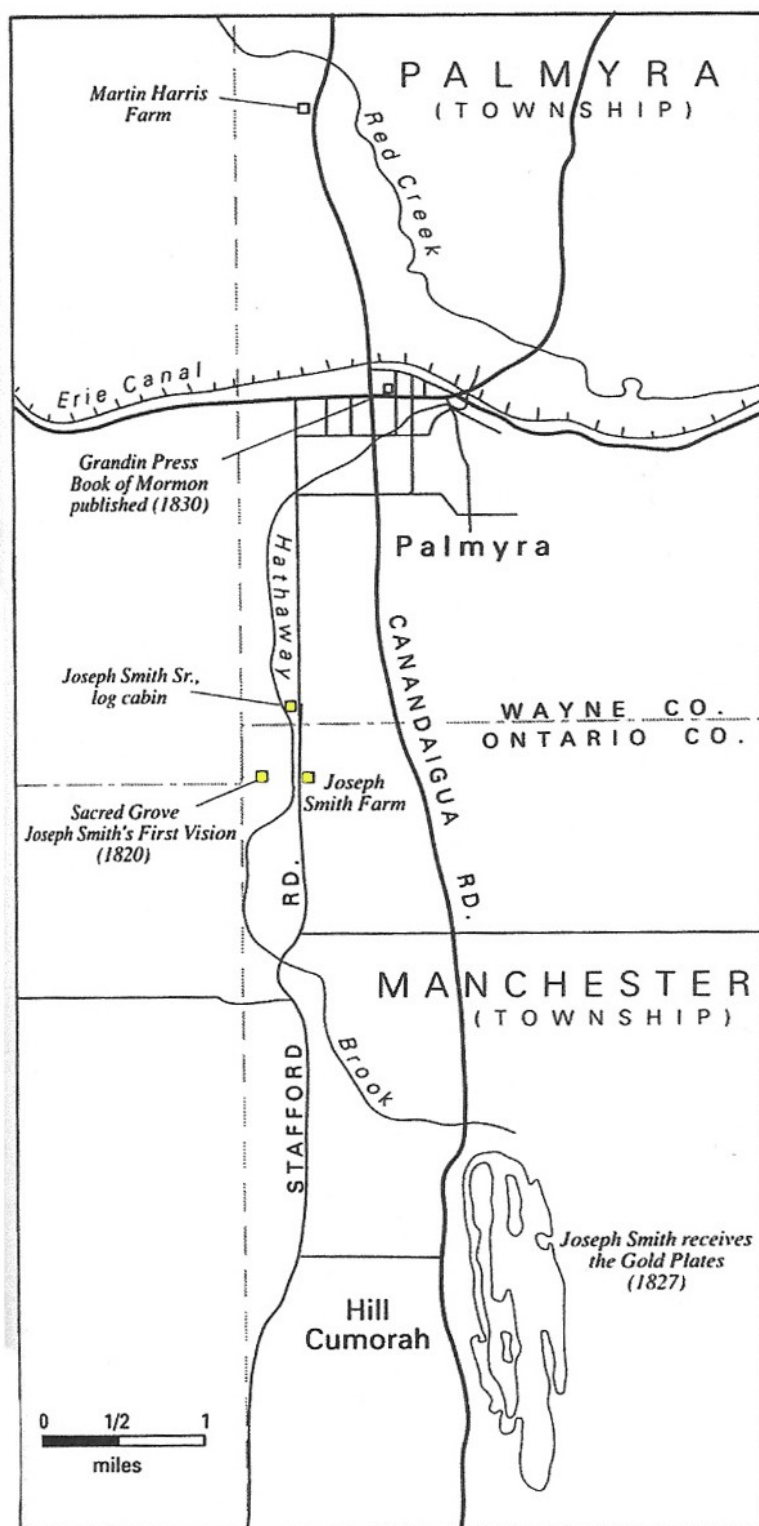 PALMYRA
(TOWNSHIP)
Martin Harris
Farm
Red Creek
Erie Canal
Grandin Press
Book of Mormon
published (1830)
Palmyra
Hathaway
CANANDAIGUA RD.
Joseph Smith Sr.,
log cabin
WAYNE CO.
ONTARIO CO.
Joseph
Smith Farm
Sacred Grove
Joseph Smith's First Vision
(1820)
STAFFORD RD.
MANCHESTER
(TOWNSHIP)
Brook
Joseph Smith receives
the Gold Plates
(1827)
Hill
Cumorah
0 1/2 1
miles